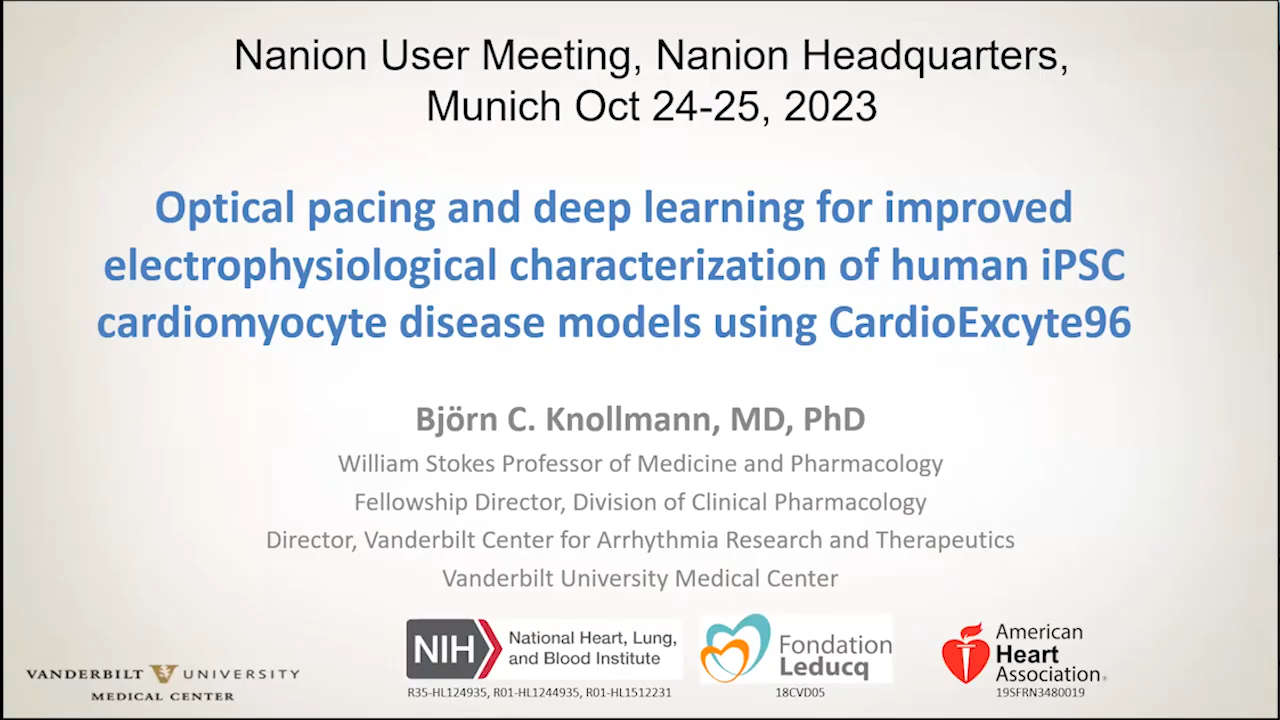 Nanion User Meeting, Nanion Headquarters,
Munich Oct 24-25, 2023
Optical pacing and deep learning for improved
electrophysiological characterization of human iPSC
cardiomyocyte disease models using CardioExcyte96
Björn C. Knollmann, MD, PhD
William Stokes Professor of Medicine and Pharmacology
Fellowship Director, Division of Clinical Pharmacology
Director, Vanderbilt Center for Arrhythmia Research and Therapeutics
Vanderbilt University Medical Center
VANDERBILT UNIVERSITY
MEDICAL CENTER
NIH
National Heart, Lung,
and Blood Institute
R35-HL124935, R01-HL1244935, R01-HL1512231
Fondation
Leducq
18CVD05
American
Heart
Association®
19SFRN3480019